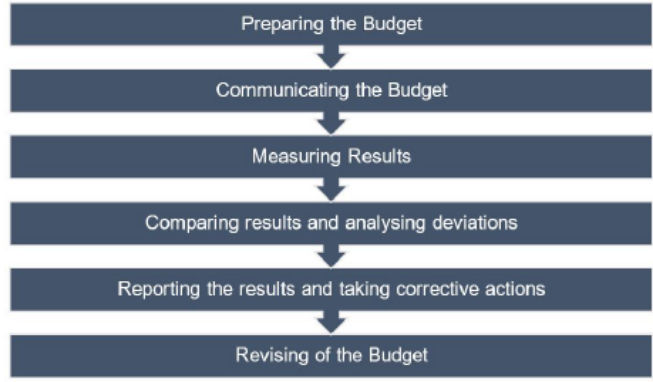 Preparing the Budget
Communicating the Budget
Measuring Results
Comparing results and analysing deviations
Reporting the results and taking corrective actions
Revising of the Budget